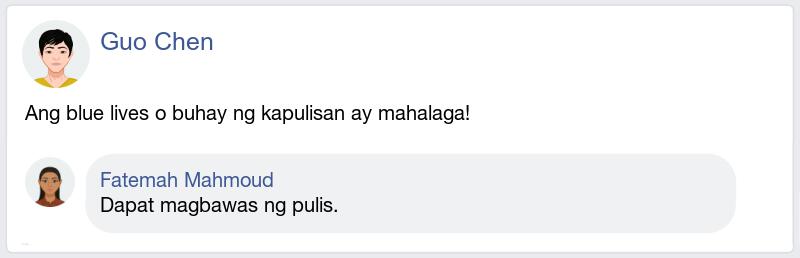 Guo Chen
Ang blue lives o buhay ng kapulisan ay mahalaga!
Fatemah Mahmoud
Dapat magbawas ng pulis.